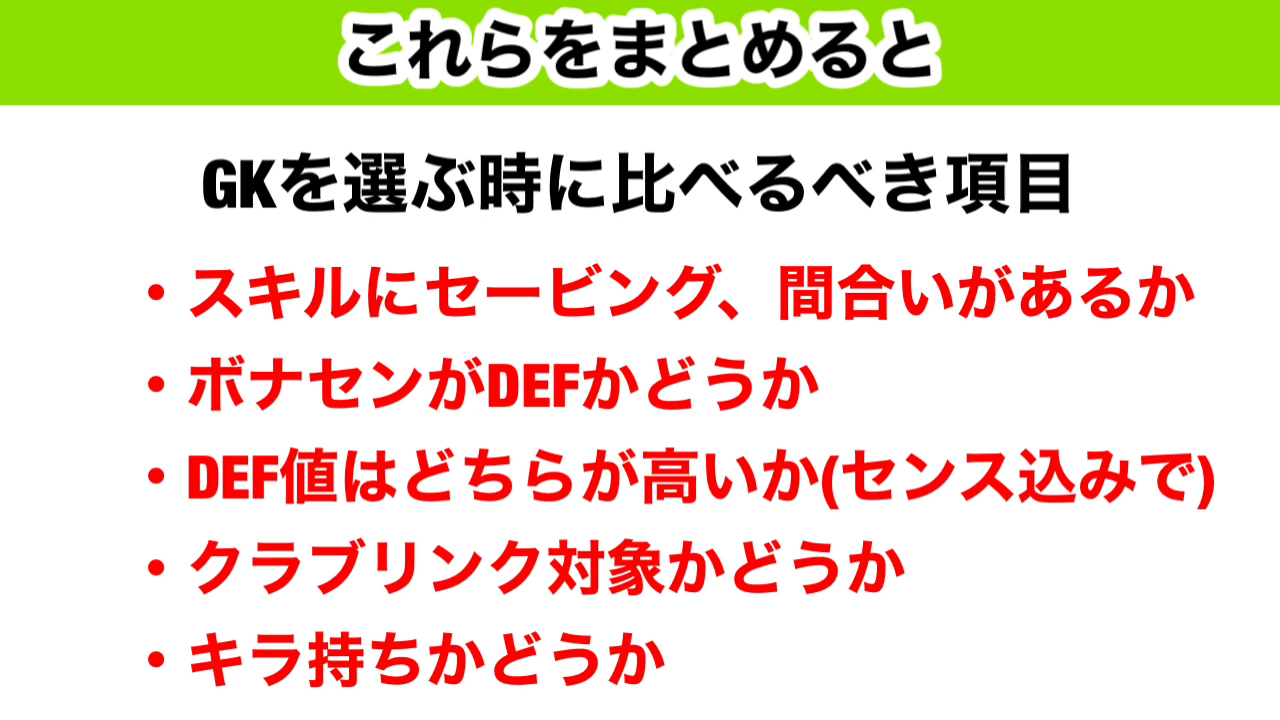 これらをまとめると
GKを選ぶ時に比べるべき項目
・スキルにセービング、間合いがあるか
・ボナセンがDEFかどうか
・DEF値はどちらが高いか(センス込みで)
・クラブリンク対象かどうか
・キラ持ちかどうか